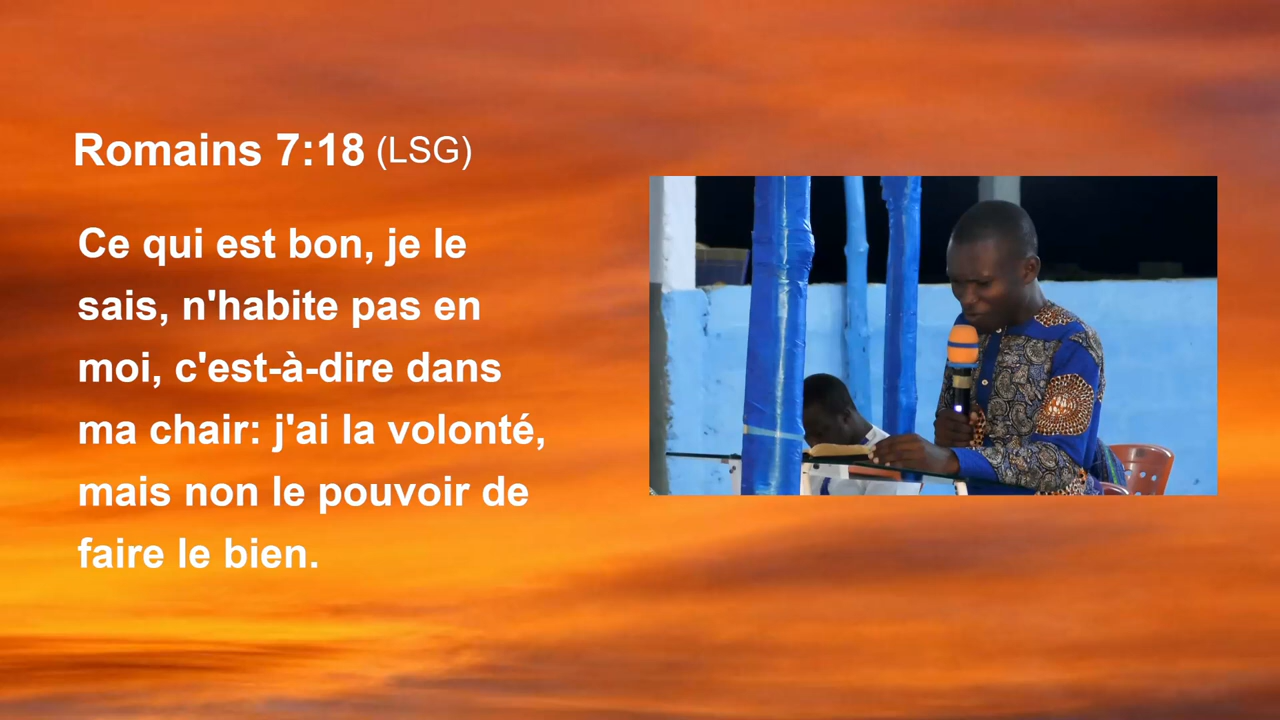 Romains 7:18 (LSG)
Ce qui est bon, je le
sais, n'habite pas en
moi, c'est-à-dire dans
ma chair: j'ai la volonté,
mais non le pouvoir de
faire le bien.